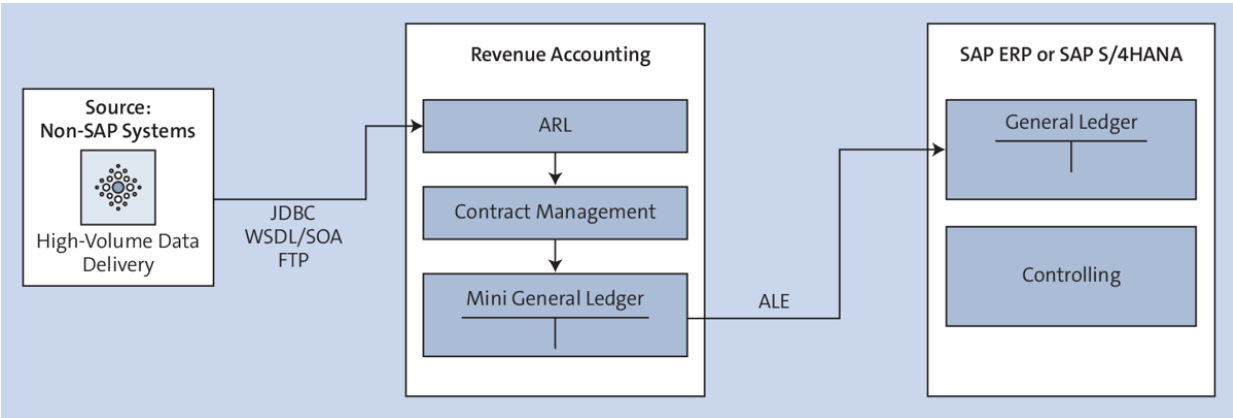 Source:
Non-SAP Systems
High-Volume Data
Delivery
JDBC
WSDL/SOA
FTP
Revenue Accounting
ARL
Contract Management
Mini General Ledger
ALE
SAP ERP or SAP S/4HANA
General Ledger
Controlling